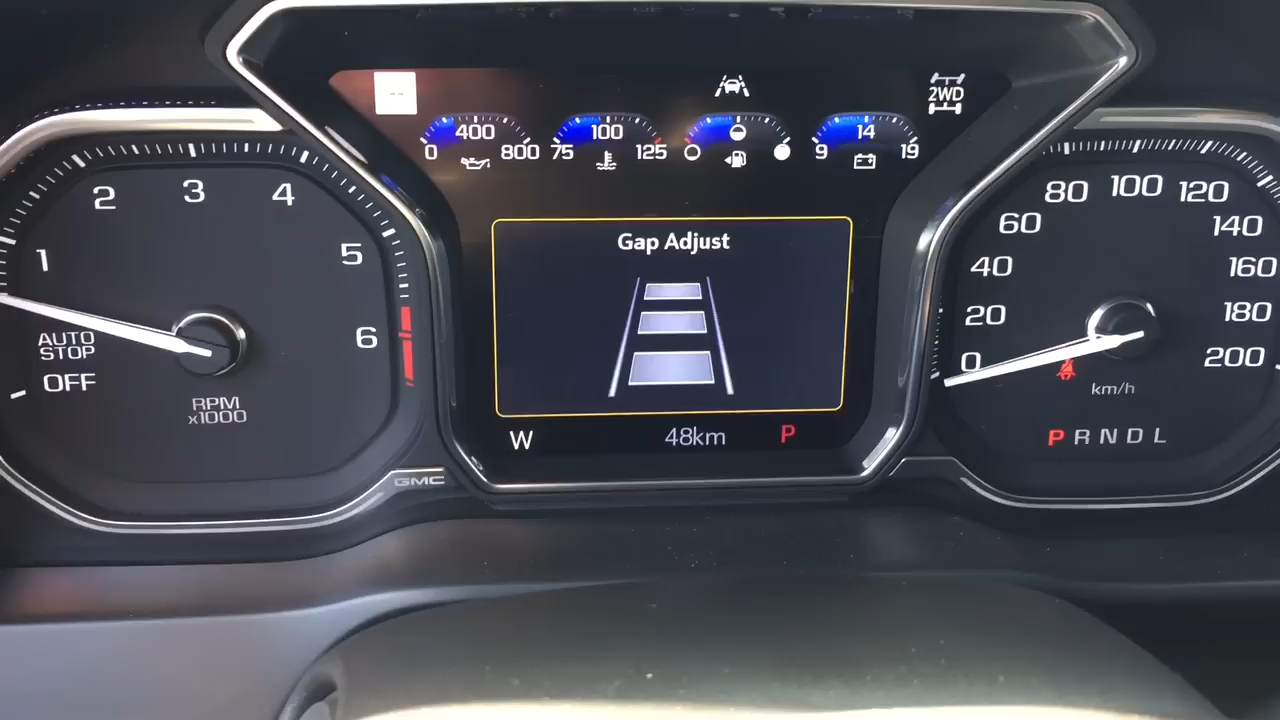 --
2WD
400
0 800
100
75 125
14
9 19
1 2 3 4 5 6
AUTO
STOP
OFF
RPM
x1000
GMC
Gap Adjust
W 48km P
0 20 40 60 80 100 120 140 160 180 200
km/h
P R N D L